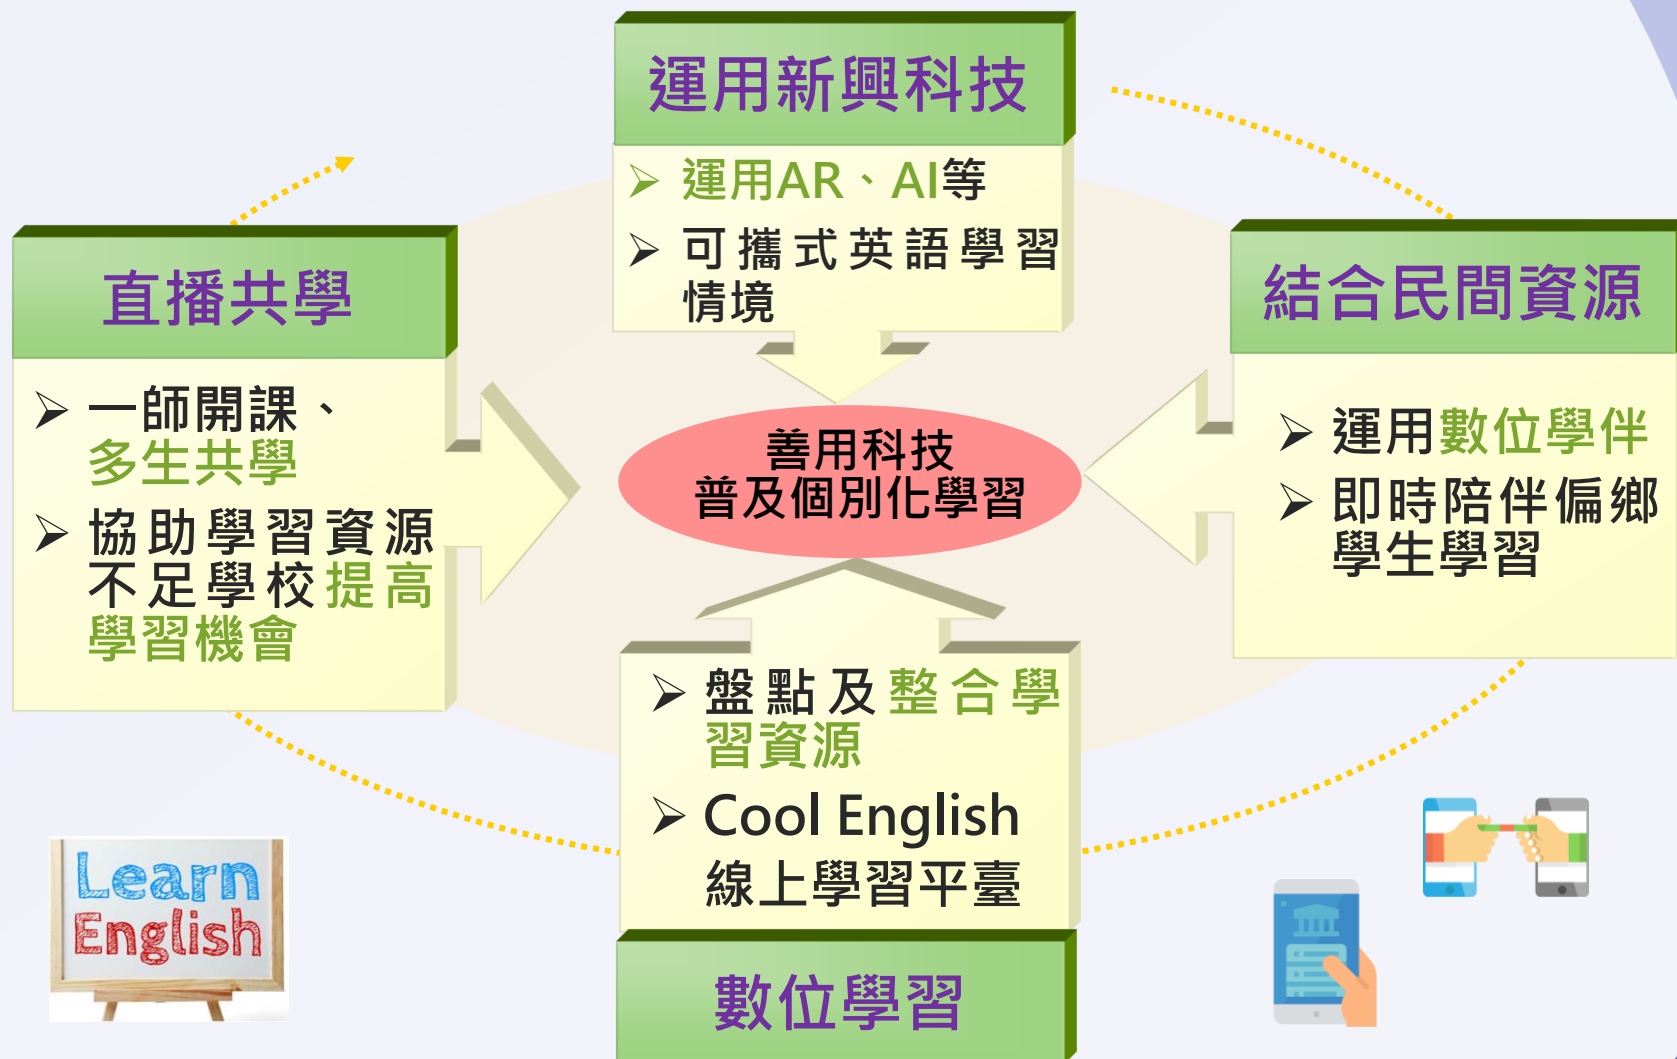 運用新興科技
運用AR、AI等
可攜式英語學習
情境
直播共學
一師開課、
多生共學
協助學習資源
不足學校提高
學習機會
結合民間資源
運用數位學伴
即時陪伴偏鄉
學生學習
善用科技
普及個別化學習
盤點及整合學
習資源
Cool English
線上學習平臺
數位學習
Learn
English